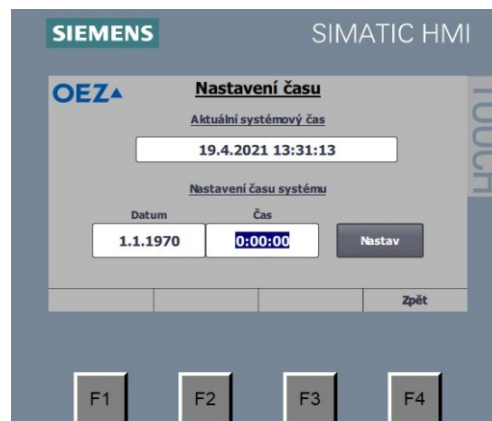 SIEMENS SIMATIC HMI
TOUCH
OEZ Nastavení času
Aktuální systémový čas
19.4.2021 13:31:13
Nastavení času systému
Datum Čas
1.1.1970 0:00:00 Nastav
Zpět
F1 F2 F3 F4